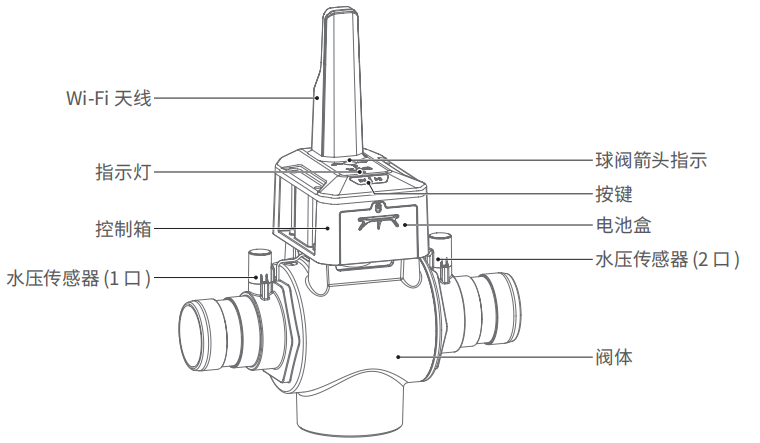 Wi-Fi 天线
球阀箭头指示
指示灯
按键
控制箱
电池盒
水压传感器 (2 口 )
水压传感器 (1 口 )
阀体